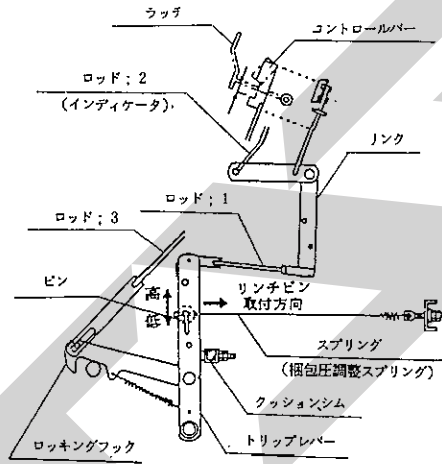 ラッチ
コントロールバー
ロッド; 2
(インディケータ)
リンク
ロッド; 1
ロッド; 3
ピン
高
低
リンチピン
取付方向
スプリング
(梱包圧調整スプリング)
クッションシム
トリップレバー
ロッキングフック